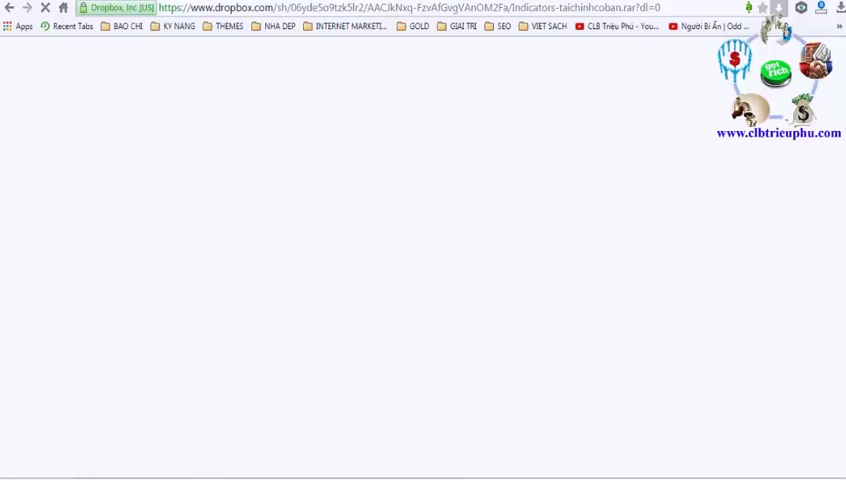 Dropbox, Inc [US] https://www.dropbox.com/sh/06yde5o9tzk5lr2/AACJkNxq-FzvAfGvgVAnOM2Fa/Indicators-taichinhcoban.rar?dl=0
Apps Recent Tabs BAO CHI KY NANG THEMES NHA DEP INTERNET MARKETI... GOLD GIAI TRI SEO VIET SACH CLB Triệu Phú - You... Người Bí Ẩn | Odd ... »
get rich
www.clbtrieuphu.com